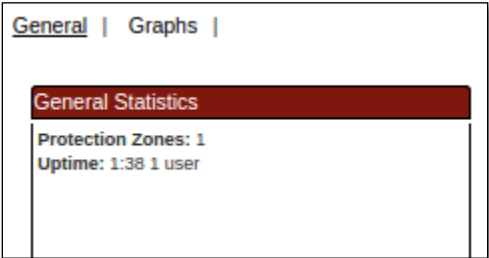 General | Graphs |
General Statistics
Protection Zones: 1
Uptime: 1:38 1 user